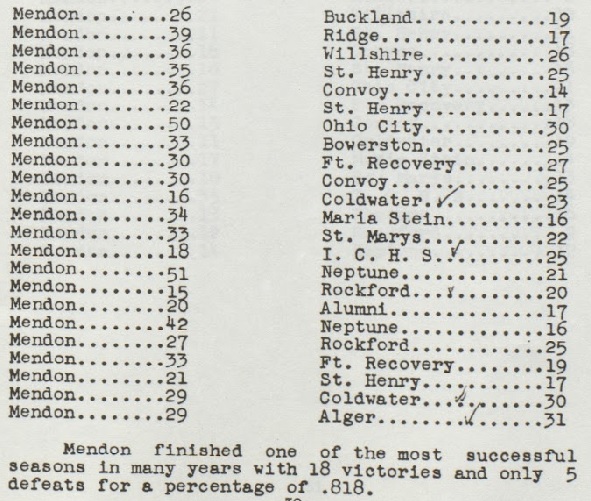 Mendon........26 Buckland............19
Mendon........39 Ridge...............17
Mendon........36 Willshire...........26
Mendon........35 St. Henry...........25
Mendon........36 Convoy..............14
Mendon........22 St. Henry...........17
Mendon........50 Ohio City...........30
Mendon........33 Bowerston...........25
Mendon........30 Ft. Recovery........27
Mendon........30 Convoy..............25
Mendon........16 Coldwater...........23
Mendon........34 Maria Stein.........16
Mendon........33 St. Marys...........22
Mendon........18 I. C. H. S..........25
Mendon........51 Neptune.............21
Mendon........15 Rockford............20
Mendon........20 Alumni..............17
Mendon........42 Neptune.............16
Mendon........27 Rockford............25
Mendon........33 Ft. Recovery........19
Mendon........21 St. Henry...........17
Mendon........29 Coldwater...........30
Mendon........29 Alger...............31
Mendon finished one of the most successful
seasons in many years with 18 victories and only 5
defeats for a percentage of .818.